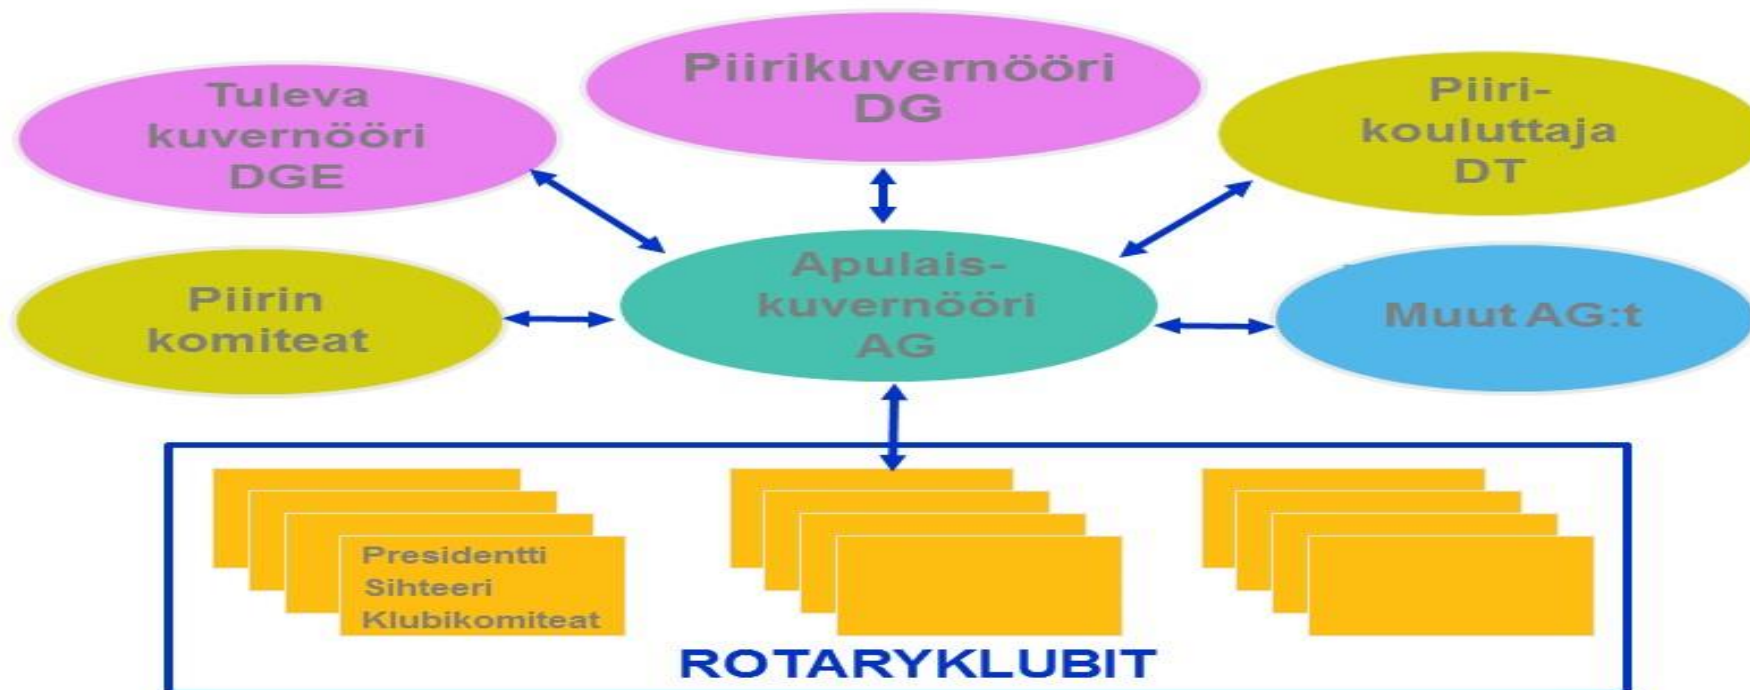 Tuleva
kuvernööri
DGE
Piirikuvernööri
DG
Piiri-
kouluttaja
DT
Piirin
komiteat
Apulais-
kuvernööri
AG
Muut AG:t
Presidentti
Sihteeri
Klubikomiteat
ROTARYKLUBIT